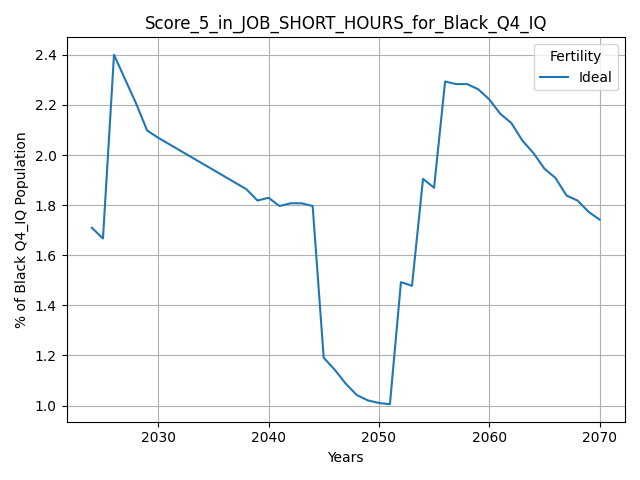 Score_5_in_JOB_SHORT_HOURS_for_Black_Q4_IQ
Fertility
Ideal
% of Black Q4_IQ Population
2.4
2.2
2.0
1.8
1.6
1.4
1.2
1.0
2030 2040 2050 2060 2070
Years